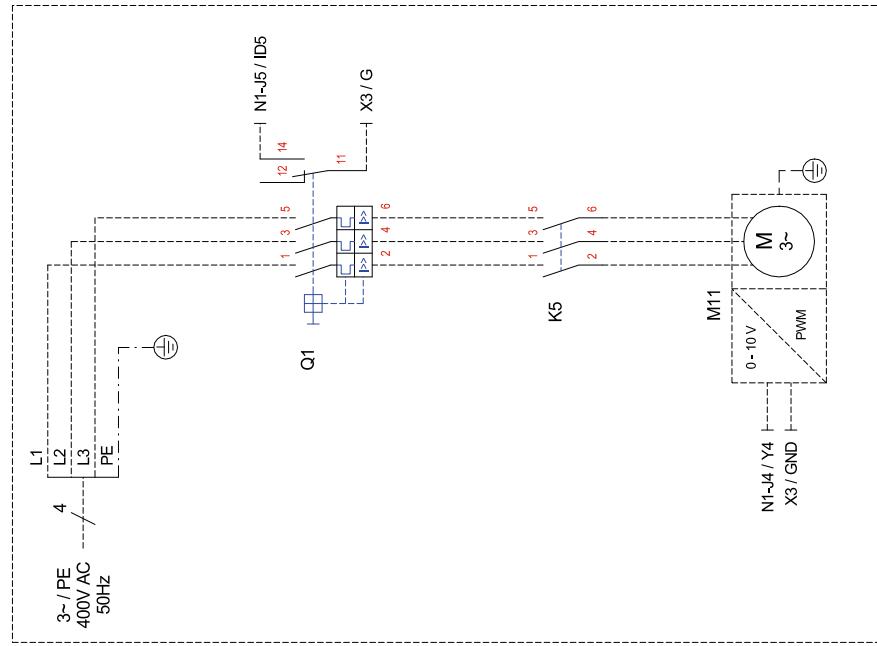 3~ / PE
400V AC
50Hz
4
L1
L2
L3
PE
N1-J5 / ID5
X3 / G
14
12
11
1
3
5
I>>
I>>
I>>
2
4
6
Q1
1
3
5
2
4
6
K5
M11
M
3~
0 - 10 V
PWM
N1-J4 / Y4
X3 / GND